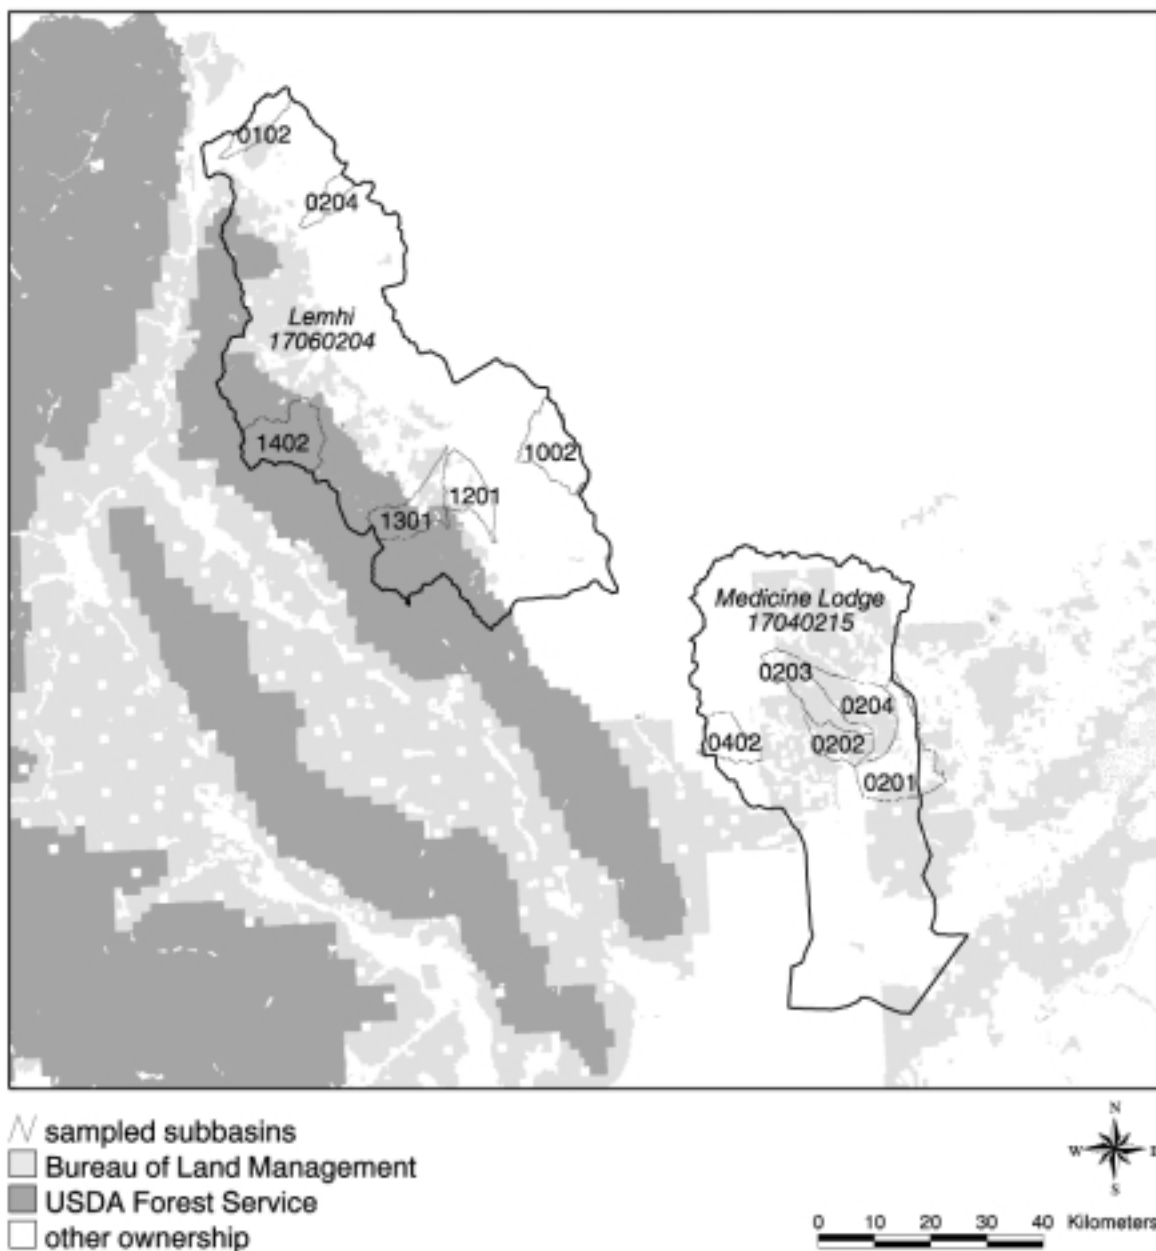 0102
0204
Lemhi
17060204
1402
1002
1201
1301
Medicine Lodge
17040215
0203
0204
0402
0202
0201
sampled subbasins
Bureau of Land Management
USDA Forest Service
other ownership
N
W E
S
0 10 20 30 40 Kilometers